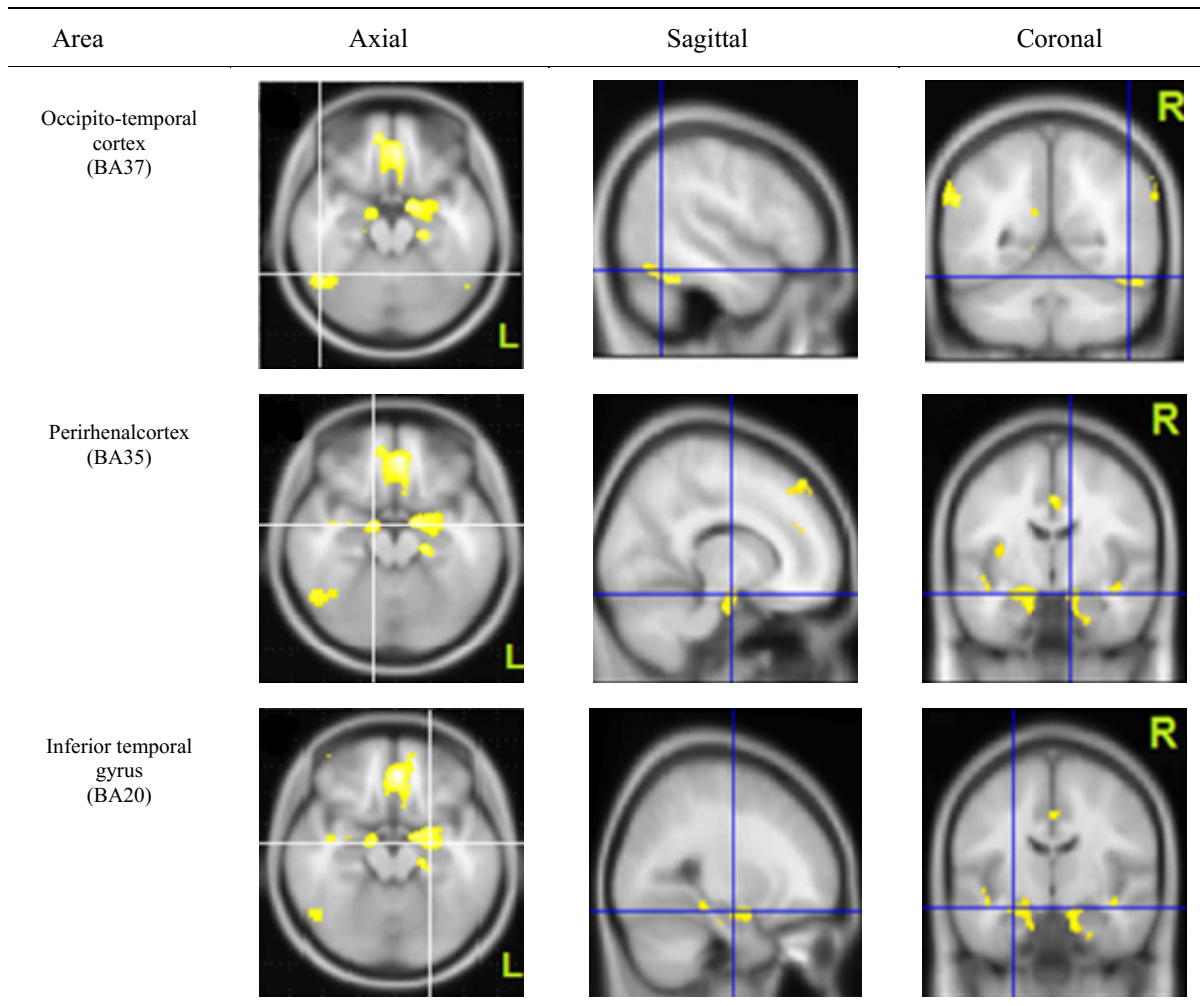 Area Axial Sagittal Coronal
Occipito-temporal
cortex
(BA37)
R
L
Perirhenalcortex
(BA35)
R
L
Inferior temporal
gyrus
(BA20)
R
L